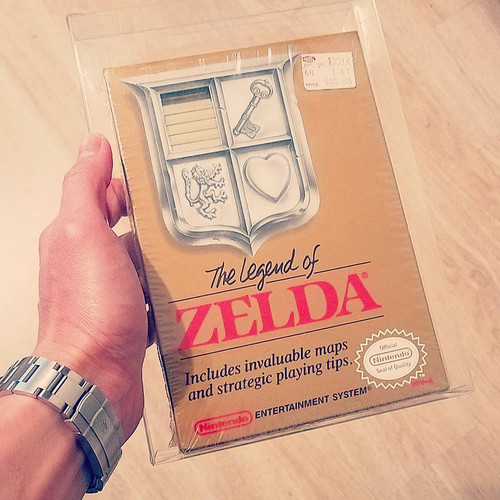 The Legend of
ZELDA®
Includes invaluable maps
and strategic playing tips.
Official
Nintendo
Seal of Quality
Nintendo ENTERTAINMENT SYSTEM®